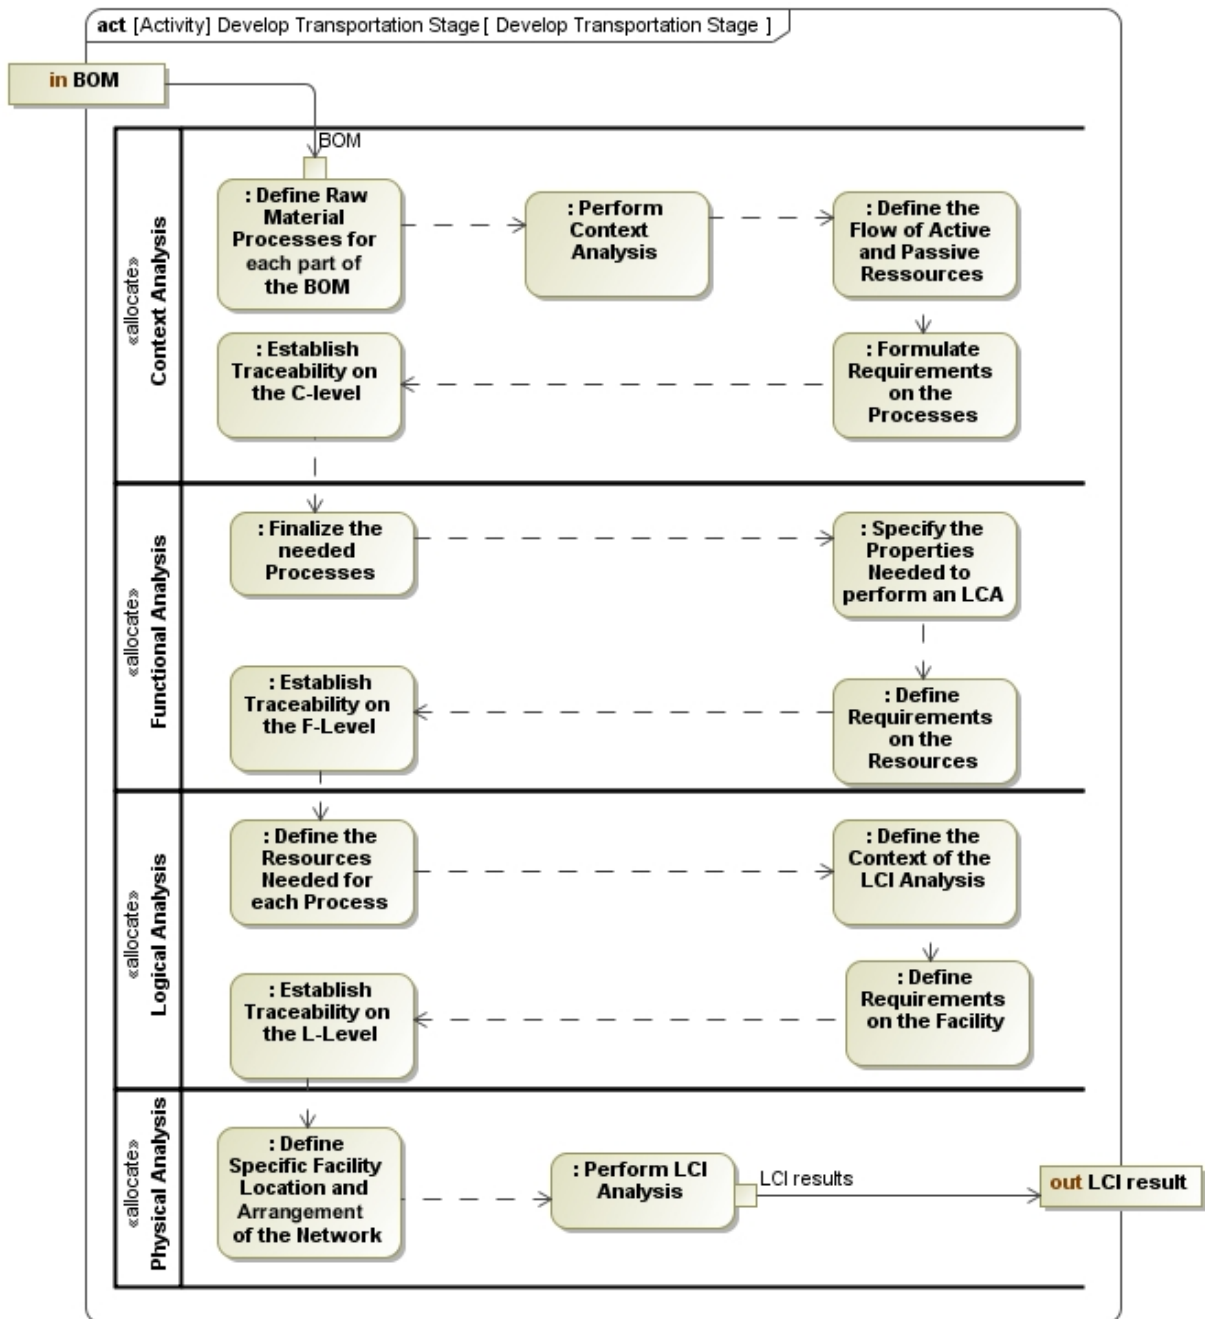 act [Activity] Develop Transportation Stage [ Develop Transportation Stage ]
in BOM
BOM
«allocate»
Context Analysis
: Define Raw
Material
Processes for
each part of
the BOM
: Perform
Context
Analysis
: Define the
Flow of Active
and Passive
Ressources
: Establish
Traceability on
the C-level
: Formulate
Requirements
on the
Processes
«allocate»
Functional Analysis
: Finalize the
needed
Processes
: Specify the
Properties
Needed to
perform an LCA
: Establish
Traceability on
the F-Level
: Define
Requirements
on the
Resources
«allocate»
Logical Analysis
: Define the
Resources
Needed for
each Process
: Define the
Context of the
LCI Analysis
: Establish
Traceability on
the L-Level
: Define
Requirements
on the Facility
«allocate»
Physical Analysis
: Define
Specific Facility
Location and
Arrangement
of the Network
: Perform LCI
Analysis
LCI results
out LCI result